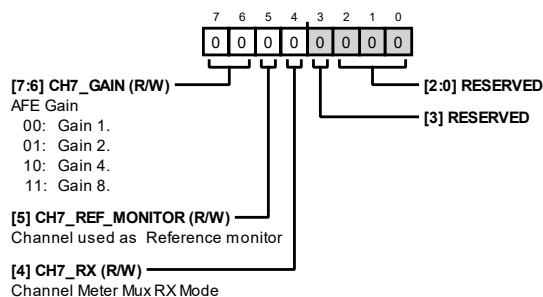 7 6 5 4 3 2 1 0
0 0 0 0 0 0 0 0
[7:6] CH7_GAIN (R/W)
AFE Gain
00: Gain 1.
01: Gain 2.
10: Gain 4.
11: Gain 8.
[5] CH7_REF_MONITOR (R/W)
Channel used as Reference monitor
[4] CH7_RX (R/W)
Channel Meter Mux RX Mode
[2:0] RESERVED
[3] RESERVED